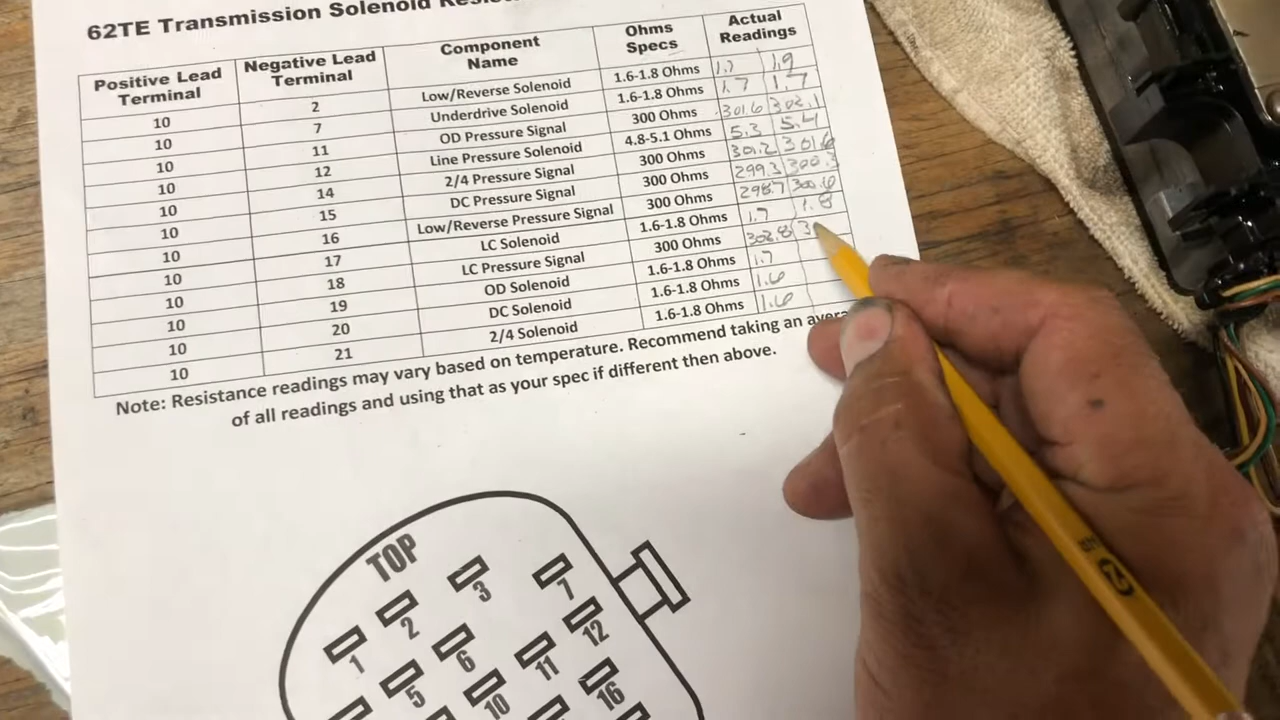 62TE Transmission Solenoid
Positive Lead Terminal Negative Lead Terminal Component Name Ohms Specs Actual Readings
10 2 Low/Reverse Solenoid 1.6-1.8 Ohms 1.7 1.9
10 7 Underdrive Solenoid 1.6-1.8 Ohms 1.7 1.7
10 11 OD Pressure Signal 300 Ohms 301.6 302.1
10 12 Line Pressure Solenoid 4.8-5.1 Ohms 5.3 5.4
10 14 2/4 Pressure Signal 300 Ohms 301.2 301.6
10 15 DC Pressure Signal 300 Ohms 299.3 300.3
10 16 Low/Reverse Pressure Signal 300 Ohms 298.7 300.6
10 17 LC Solenoid 1.6-1.8 Ohms 1.7 1.8
10 18 LC Pressure Signal 300 Ohms 302.8 3
10 19 OD Solenoid 1.6-1.8 Ohms 1.7
10 20 DC Solenoid 1.6-1.8 Ohms 1.6
10 21 2/4 Solenoid 1.6-1.8 Ohms 1.6
Note: Resistance readings may vary based on temperature. Recommend taking an
of all readings and using that as your spec if different then above.
TOP
1 2 3 7
5 6 11 12
10 16
2